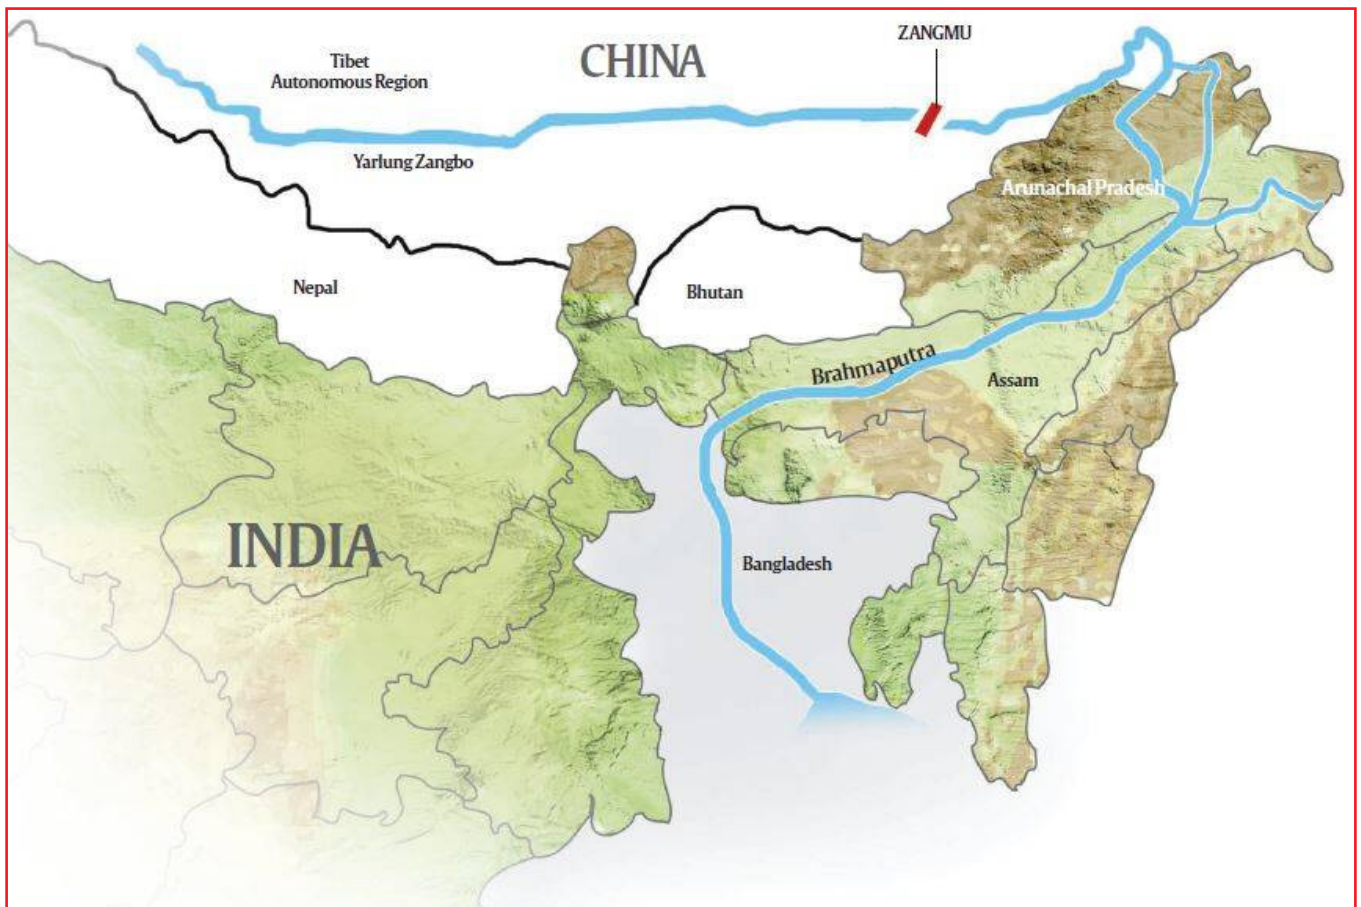 ZANGMU
CHINA
Tibet
Autonomous Region
Yarlung Zangbo
Arunachal Pradesh
Nepal
Bhutan
Brahmaputra
Assam
INDIA
Bangladesh